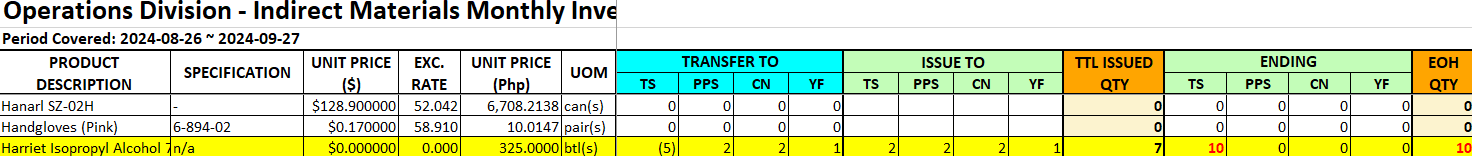 Operations Division - Indirect Materials Monthly Inve
Period Covered: 2024-08-26 ~ 2024-09-27
PRODUCT DESCRIPTION SPECIFICATION UNIT PRICE ($) EXC. RATE UNIT PRICE (Php) UOM TRANSFER TO ISSUE TO TTL ISSUED QTY ENDING EOH QTY
TS PPS CN YF TS PPS CN YF TS PPS CN YF
Hanarl SZ-02H - $128.900000 52.042 6,708.2138 can(s) 0 0 0 0 0 0 0 0 0 0
Handgloves (Pink) 6-894-02 $0.170000 58.910 10.0147 pair(s) 0 0 0 0 0 0 0 0 0 0
Harriet Isopropyl Alcohol 7 n/a $0.000000 0.000 325.0000 btl(s) (5) 2 2 1 2 2 2 1 7 10 0 0 0 10